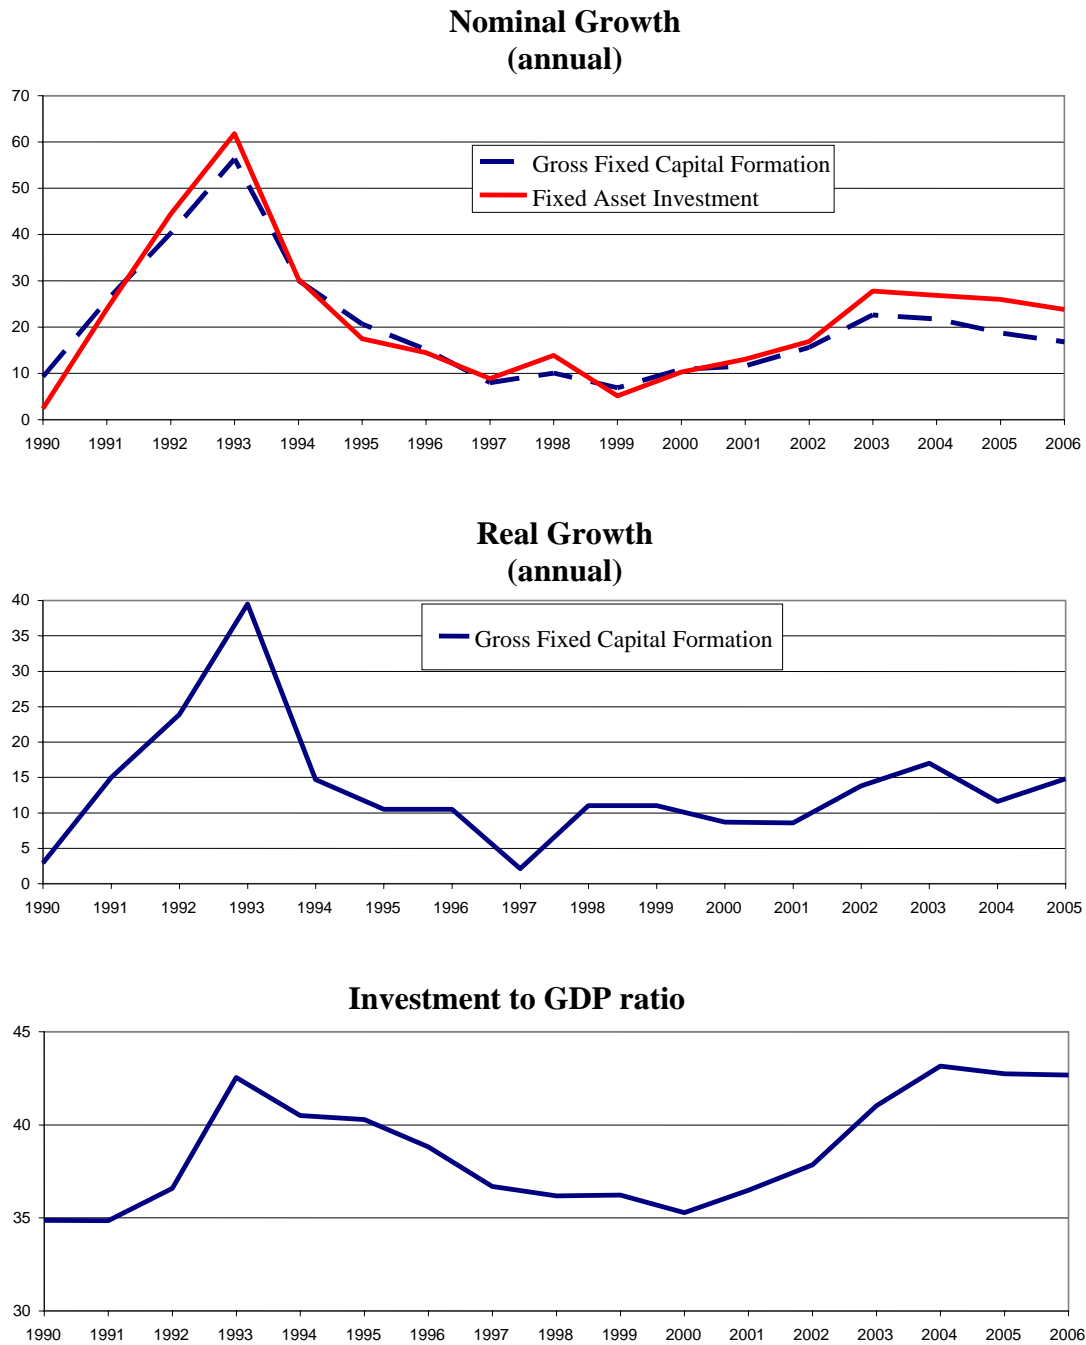 Nominal Growth
(annual)
70
60
50
40
30
20
10
0
Gross Fixed Capital Formation
Fixed Asset Investment
1990 1991 1992 1993 1994 1995 1996 1997 1998 1999 2000 2001 2002 2003 2004 2005 2006
Real Growth
(annual)
40
35
30
25
20
15
10
5
0
Gross Fixed Capital Formation
1990 1991 1992 1993 1994 1995 1996 1997 1998 1999 2000 2001 2002 2003 2004 2005
Investment to GDP ratio
45
40
35
30
1990 1991 1992 1993 1994 1995 1996 1997 1998 1999 2000 2001 2002 2003 2004 2005 2006